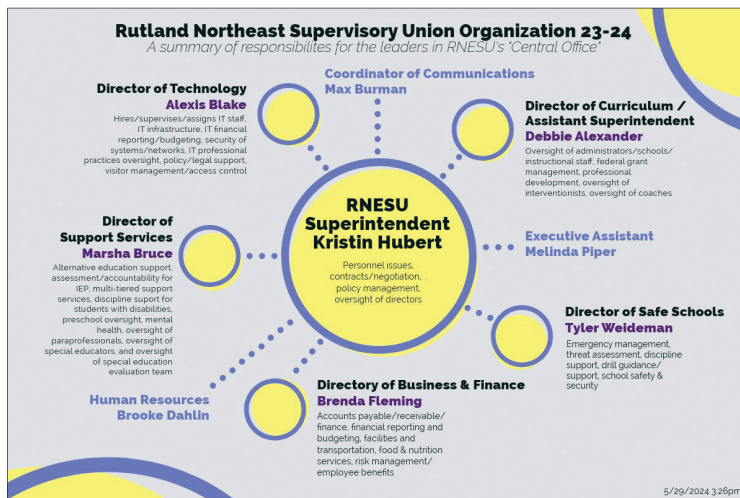 Rutland Northeast Supervisory Union Organization 23-24
A summary of responsibilites for the leaders in RNESU's "Central Office"
Coordinator of Communications
Max Burman
Director of Technology
Alexis Blake
Hires/supervises/assigns IT staff,
IT infrastructure, IT financial
reporting/budgeting, security of
systems/networks, IT professional
practices oversight, policy/legal support,
visitor management/access control
Director of Curriculum /
Assistant Superintendent
Debbie Alexander
Oversight of administrators/schools/
instructional staff, federal grant
management, professional
development, oversight of
interventionists, oversight of coaches
RNESU
Superintendent
Kristin Hubert
Personnel issues,
contracts/negotiation,
policy management,
oversight of directors
Director of
Support Services
Marsha Bruce
Alternative education support,
assessment/accountability for
IEP, multi-tiered support
services, discipline suport for
students with disabilities,
preschool oversight, mental
health, oversight of
paraprofessionals, oversight of
special educators, and oversight
of special education
evaluation team
Executive Assistant
Melinda Piper
Director of Safe Schools
Tyler Weideman
Emergency management,
threat assessment, discipline
support, drill guidance/
support, school safety &
security
Human Resources
Brooke Dahlin
Directory of Business & Finance
Brenda Fleming
Accounts payable/receivable/
finance, financial reporting and
budgeting, facilities and
transportation, food & nutrition
services, risk management/
employee benefits
5/29/2024 3:26pm